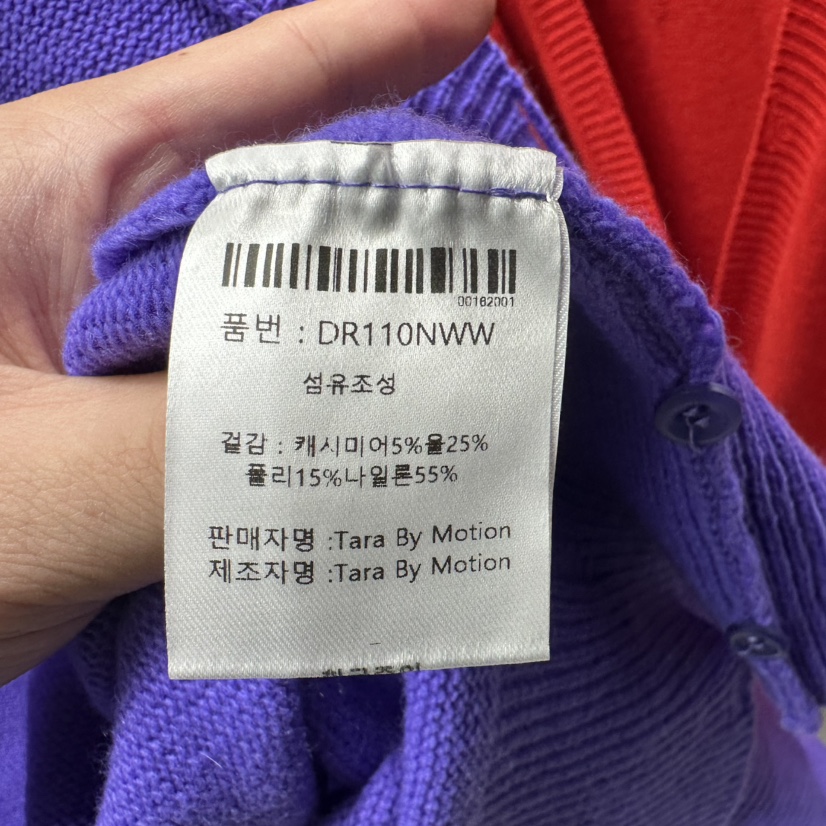 00162001
품번 : DR110NWW
섬유조성
겉감 : 캐시미어5%울25%
폴리15%나일론55%
판매자명 :Tara By Motion
제조자명 :Tara By Motion